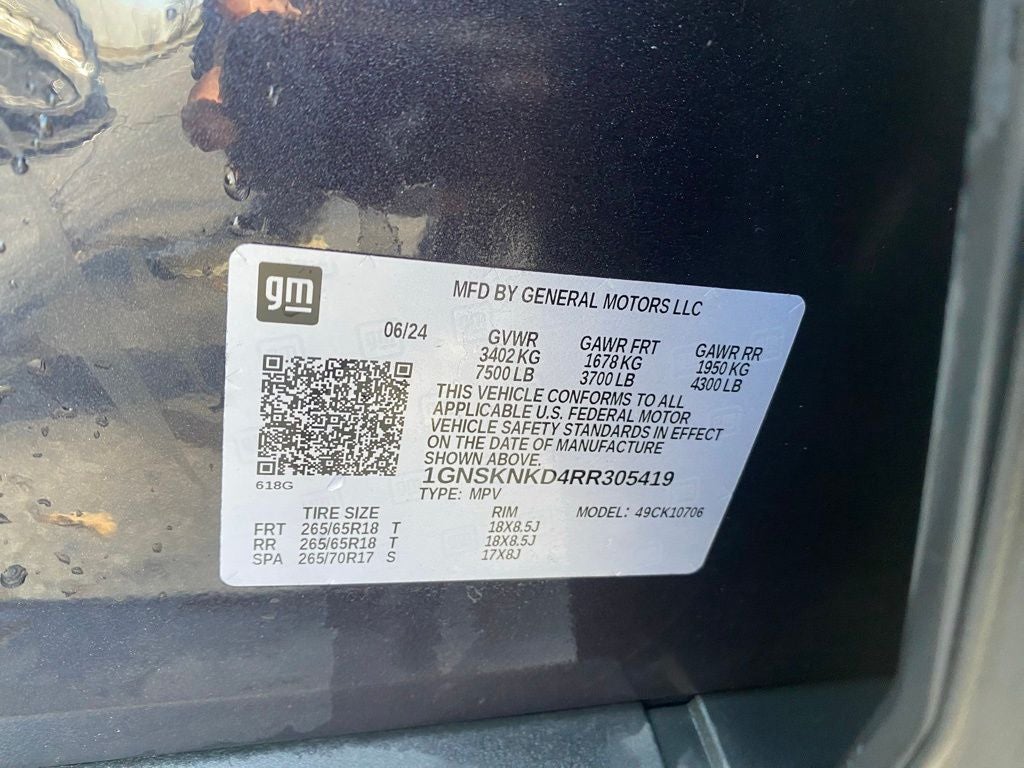 gm
MFD BY GENERAL MOTORS LLC
06/24
GVWR GAWR FRT GAWR RR
3402 KG 1678 KG 1950 KG
7500 LB 3700 LB 4300 LB
THIS VEHICLE CONFORMS TO ALL
APPLICABLE U.S. FEDERAL MOTOR
VEHICLE SAFETY STANDARDS IN EFFECT
ON THE DATE OF MANUFACTURE
SHOWN ABOVE.
1GNSKNKD4RR305419
618G
TYPE: MPV
TIRE SIZE RIM MODEL: 49CK10706
FRT 265/65R18 T 18X8.5J
RR 265/65R18 T 18X8.5J
SPA 265/70R17 S 17X8J